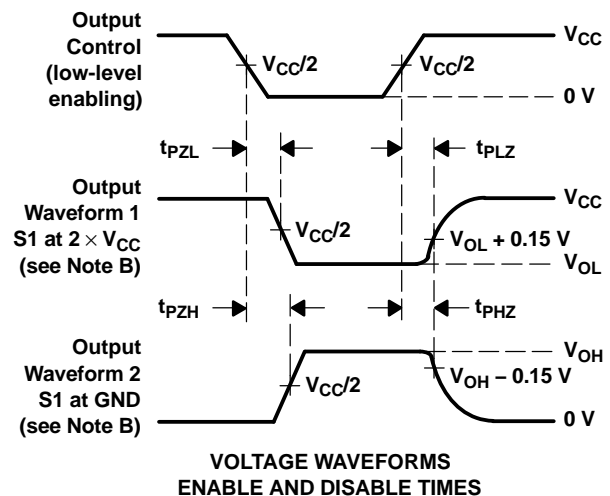 Output
Control
(low-level
enabling)
VCC/2
VCC/2
VCC
0 V
tPZL
tPLZ
Output
Waveform 1
S1 at 2 × VCC
(see Note B)
VCC/2
VCC
VOL + 0.15 V
VOL
tPZH
tPHZ
Output
Waveform 2
S1 at GND
(see Note B)
VCC/2
VOH
VOH – 0.15 V
0 V
VOLTAGE WAVEFORMS
ENABLE AND DISABLE TIMES